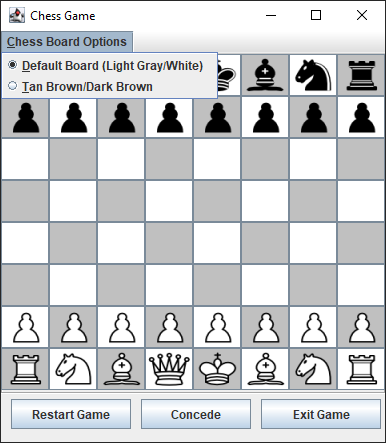 Chess Game
Chess Board Options
Default Board (Light Gray/White)
Tan Brown/Dark Brown
Restart Game
Concede
Exit Game